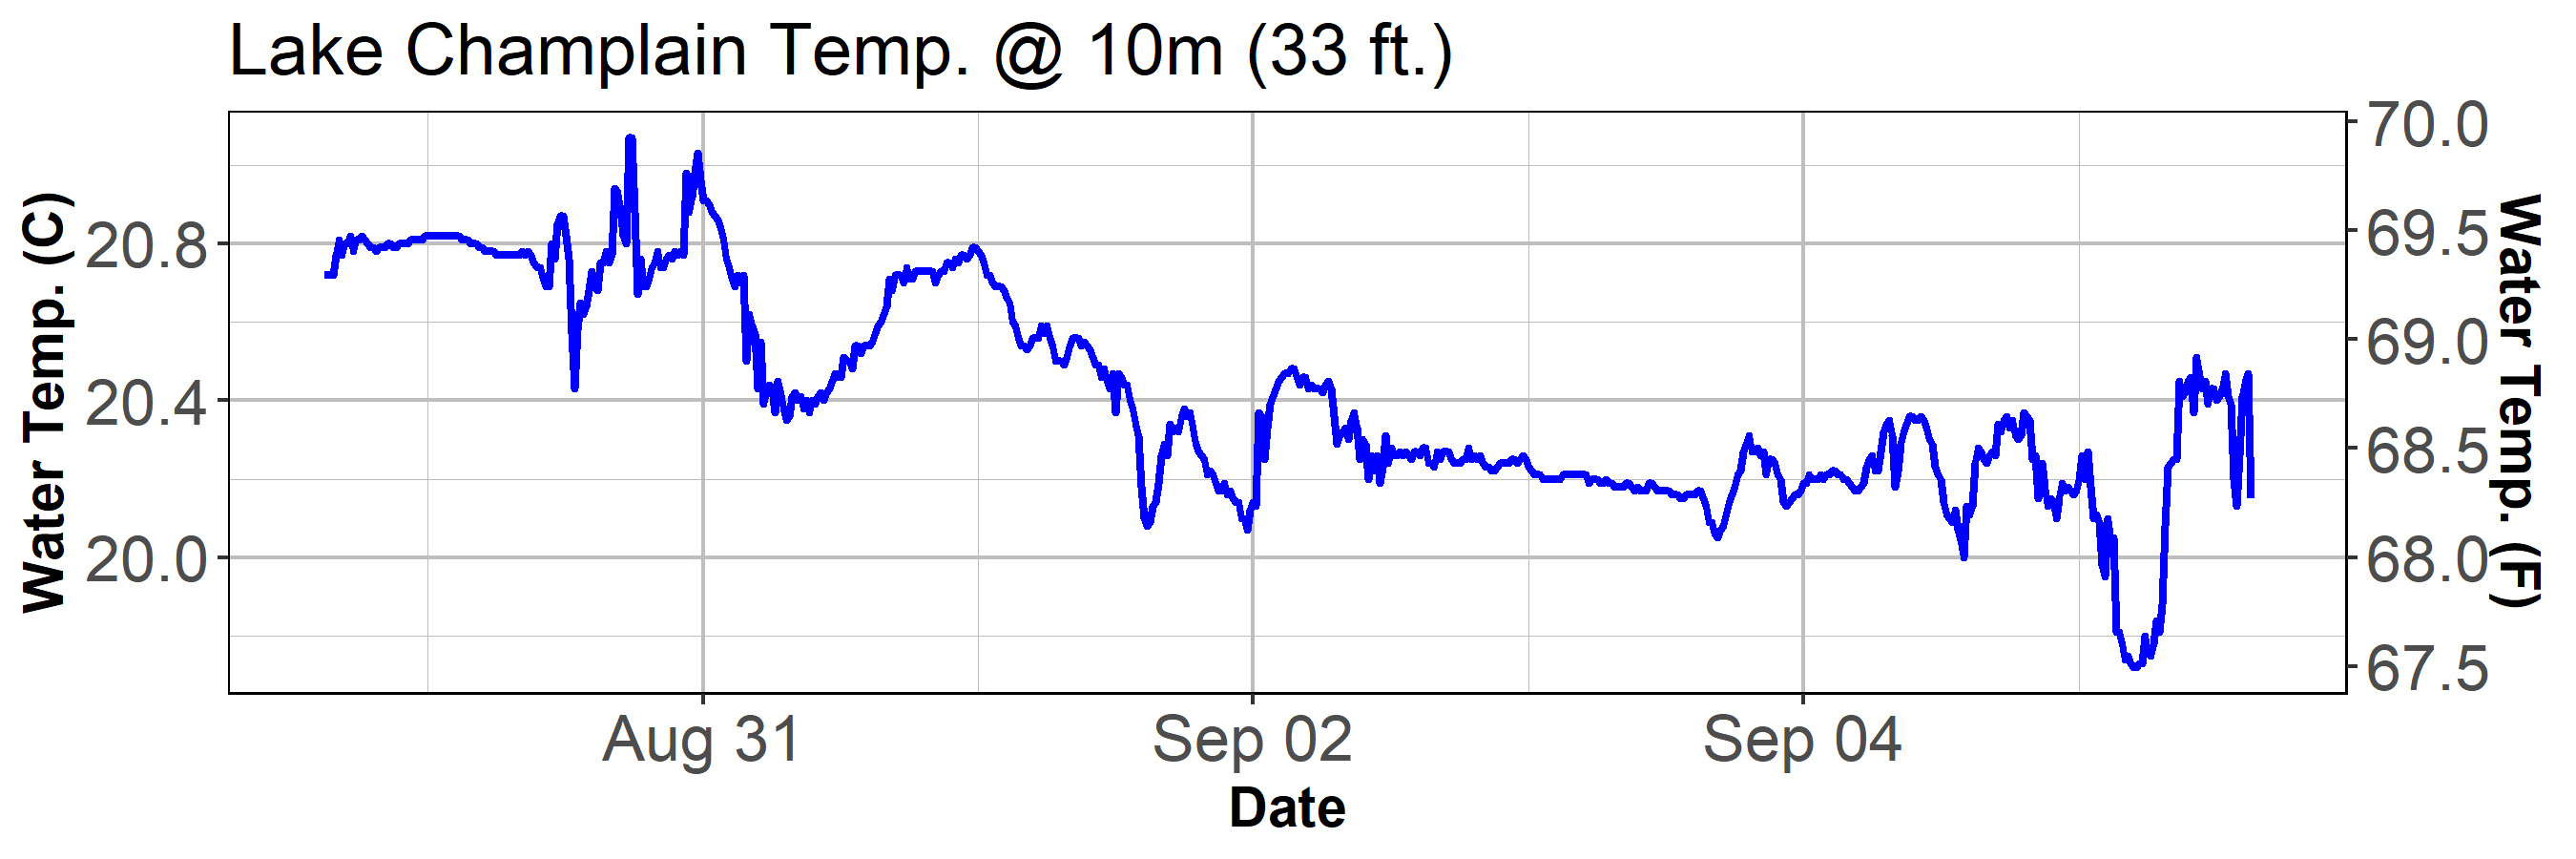 Lake Champlain Temp. @ 10m (33 ft.)
Water Temp. (C)
20.8
20.4
20.0
70.0
69.5
69.0
68.5
68.0
67.5
Water Temp. (F)
Aug 31
Sep 02
Sep 04
Date